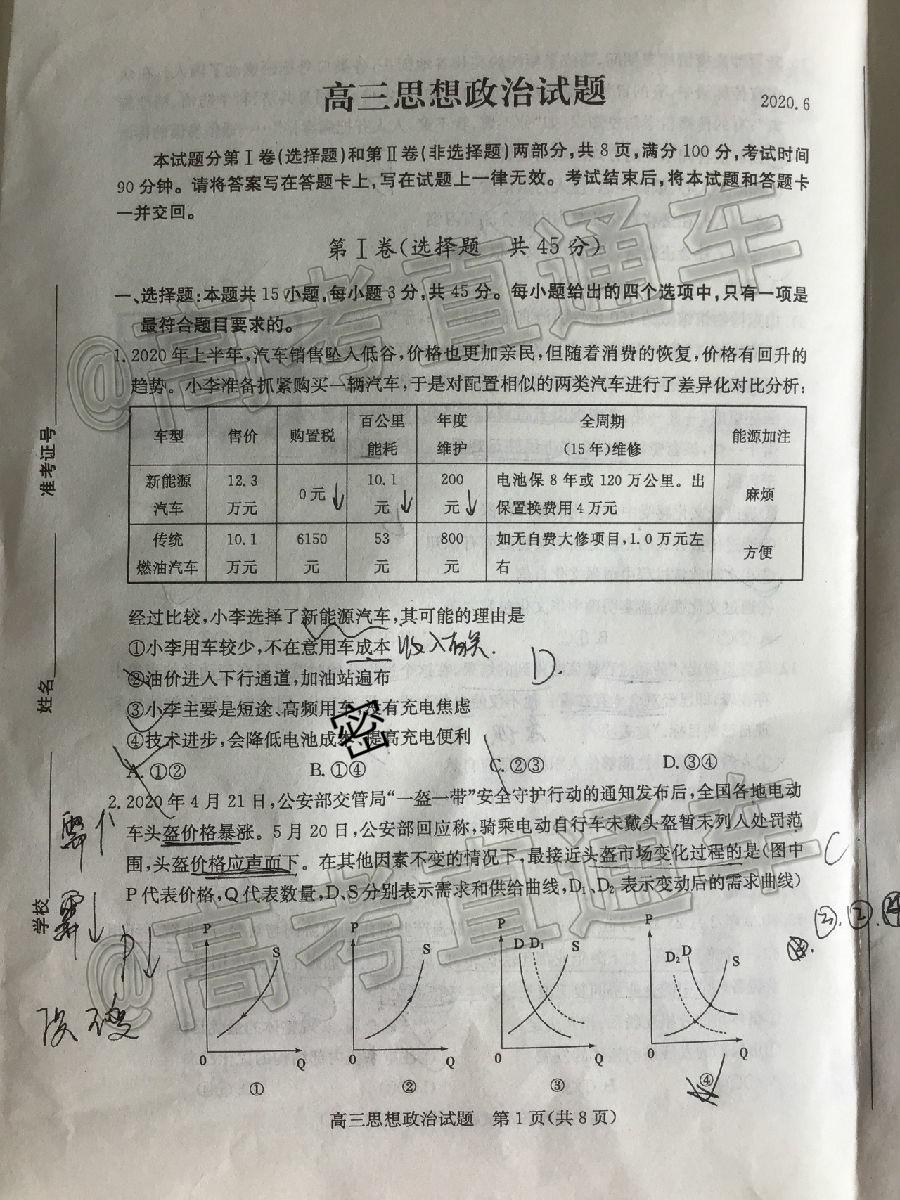 高三思想政治试题
2020.6
本试题分第Ⅰ卷(选择题)和第Ⅱ卷(非选择题)两部分,共8页,满分100分,考试时间
90分钟。请将答案写在答题卡上,写在试题上一律无效。考试结束后,将本试题和答题卡
一并交回。
第Ⅰ卷(选择题 共45分)
一、选择题:本题共15小题,每小题3分,共45分。每小题给出的四个选项中,只有一项是
最符合题目要求的。
1.2020年上半年,汽车销售坠入低谷,价格也更加亲民,但随着消费的恢复,价格有回升的
趋势。小李准备抓紧购买一辆汽车,于是对配置相似的两类汽车进行了差异化对比分析:
车型 售价 购置税 百公里能耗 年度维护 全周期(15年)维修 能源加注
新能源汽车 12.3万元 0元↓ 10.1元↓ 200元↓ 电池保8年或120万公里。出保置换费用4万元 麻烦
传统燃油汽车 10.1万元 6150元 53元 800元 如无自费大修项目,1.0万元左右 方便
经过比较,小李选择了新能源汽车,其可能的理由是
①小李用车较少,不在意用车成本 收入有关.
D.
②油价进入下行通道,加油站遍布
③小李主要是短途、高频用车,没有充电焦虑
④技术进步,会降低电池成本,提高充电便利
密
A.①② B.①④ C.②③ D.③④
2.2020年4月21日,公安部交管局“一盔一带”安全守护行动的通知发布后,全国各地电动
车头盔价格暴涨。5月20日,公安部回应称,骑乘电动自行车未戴头盔暂未列入处罚范
围,头盔价格应声而下。在其他因素不变的情况下,最接近头盔市场变化过程的是(图中
P代表价格,Q代表数量,D、S分别表示需求和供给曲线,D₁、D₂表示变动后的需求曲线)
C
③.②.④
P S 0 Q ①
P S 0 Q ②
P D D₁ S 0 Q ③
P D₂ D S 0 Q ④
高三思想政治试题 第1页(共8页)
准考证号
姓名
学校
需↑
需↓
P↓
@高考直通车
@高考直通车